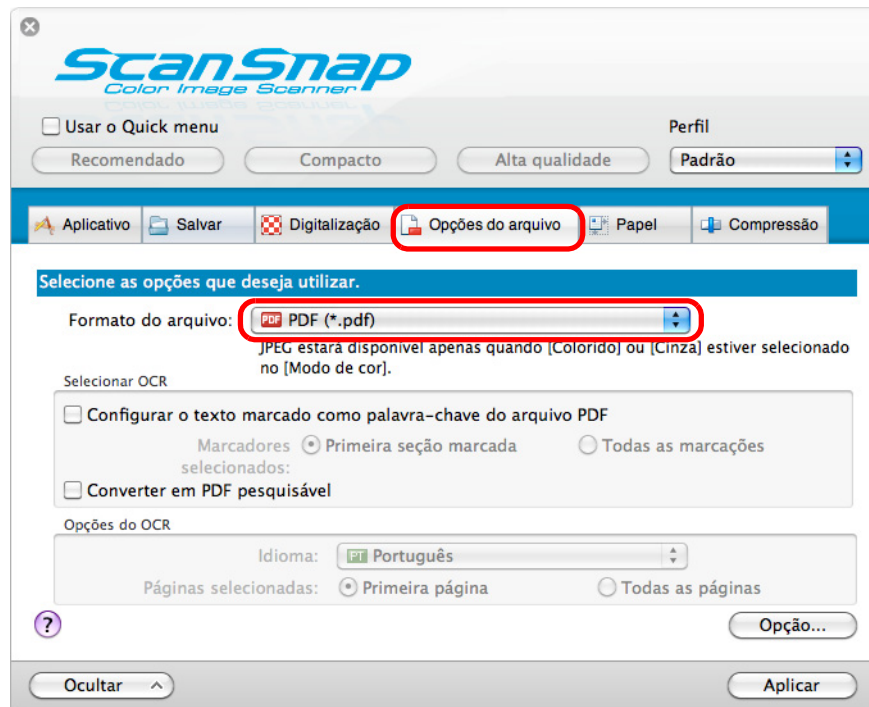 ScanSnap
Color Image Scanner
Usar o Quick menu
Perfil
Recomendado
Compacto
Alta qualidade
Padrão
Aplicativo
Salvar
Digitalização
Opções do arquivo
Papel
Compressão
Selecione as opções que deseja utilizar.
Formato do arquivo:
PDF
PDF (*.pdf)
JPEG estará disponível apenas quando [Colorido] ou [Cinza] estiver selecionado
no [Modo de cor].
Selecionar OCR
Configurar o texto marcado como palavra-chave do arquivo PDF
Marcadores
selecionados:
Primeira seção marcada
Todas as marcações
Converter em PDF pesquisável
Opções do OCR
Idioma:
PT
Português
Páginas selecionadas:
Primeira página
Todas as páginas
?
Opção...
Ocultar
Aplicar